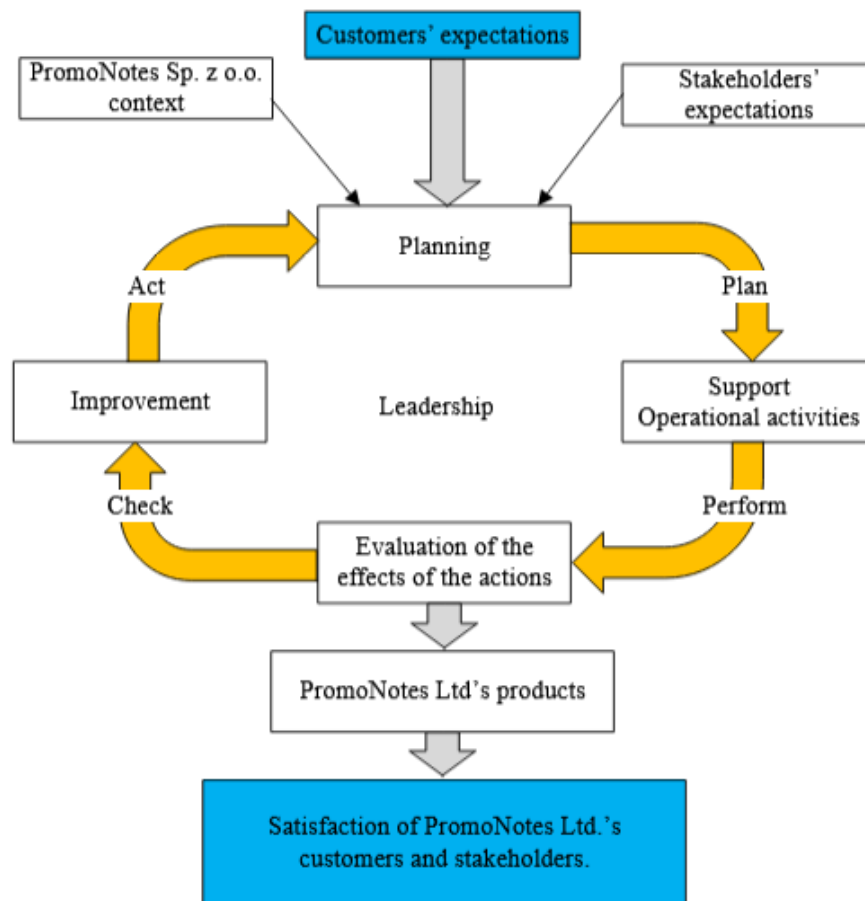 Customers' expectations
PromoNotes Sp. z o.o.
context
Stakeholders'
expectations
Planning
Act
Plan
Improvement
Leadership
Support
Operational activities
Check
Perform
Evaluation of the
effects of the actions
PromoNotes Ltd's products
Satisfaction of PromoNotes Ltd.'s
customers and stakeholders.